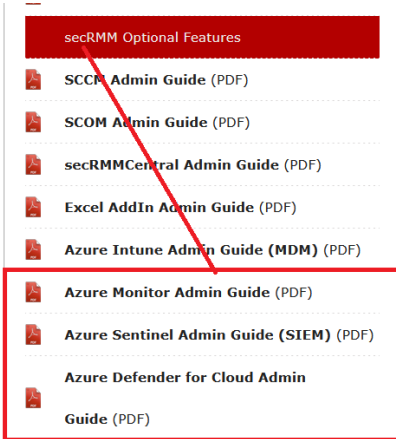 secRMM Optional Features
SCCM Admin Guide (PDF)
SCOM Admin Guide (PDF)
secRMMCentral Admin Guide (PDF)
Excel AddIn Admin Guide (PDF)
Azure Intune Admin Guide (MDM) (PDF)
Azure Monitor Admin Guide (PDF)
Azure Sentinel Admin Guide (SIEM) (PDF)
Azure Defender for Cloud Admin
Guide (PDF)